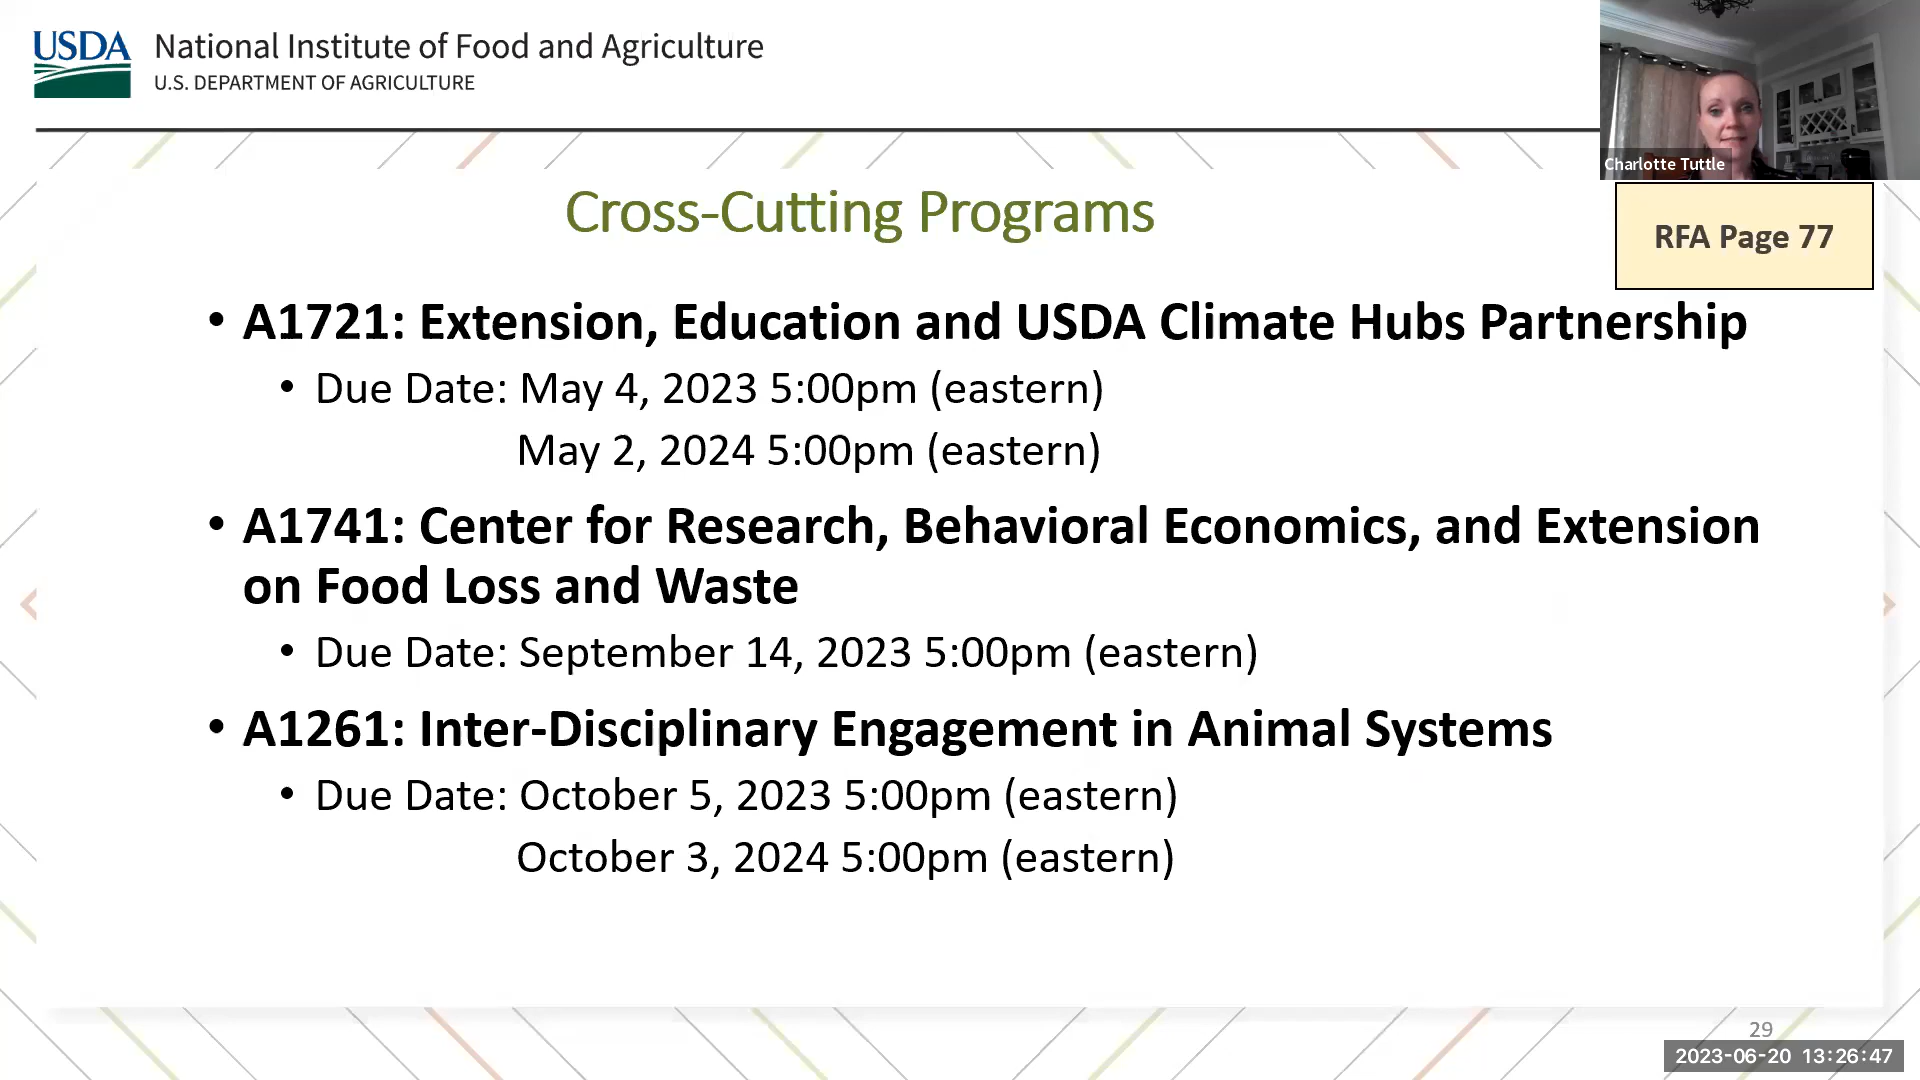 USDA
National Institute of Food and Agriculture
U.S. DEPARTMENT OF AGRICULTURE
Charlotte Tuttle
RFA Page 77
Cross-Cutting Programs
• A1721: Extension, Education and USDA Climate Hubs Partnership
• Due Date: May 4, 2023 5:00pm (eastern)
May 2, 2024 5:00pm (eastern)
• A1741: Center for Research, Behavioral Economics, and Extension
on Food Loss and Waste
• Due Date: September 14, 2023 5:00pm (eastern)
• A1261: Inter-Disciplinary Engagement in Animal Systems
• Due Date: October 5, 2023 5:00pm (eastern)
October 3, 2024 5:00pm (eastern)
29
2023-06-20 13:26:47